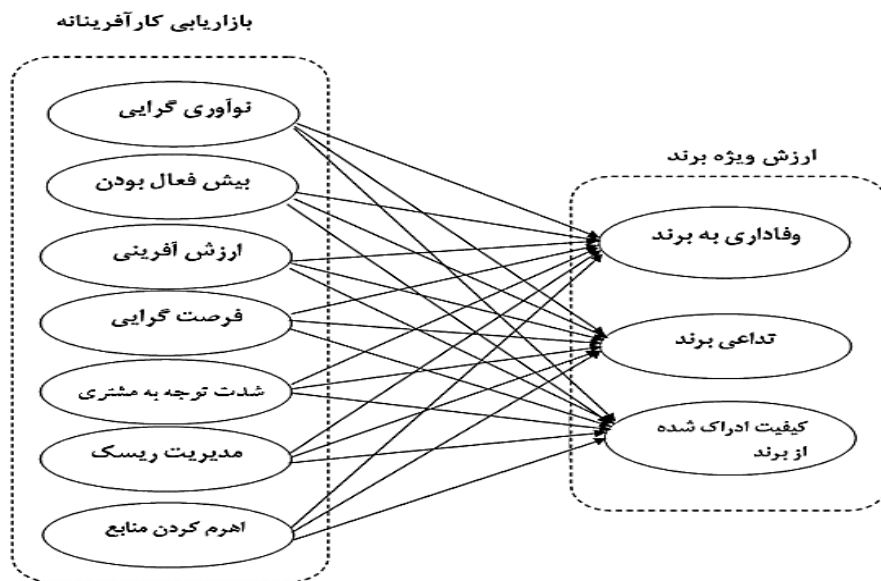 بازاریابی کارآفرینانه
نوآوری گرایی
بیش فعال بودن
ارزش آفرینی
فرصت گرایی
شدت توجه به مشتری
مدیریت ریسک
اهرم کردن منابع
ارزش ویژه برند
وفاداری به برند
تداعی برند
کیفیت ادراک شده
از برند